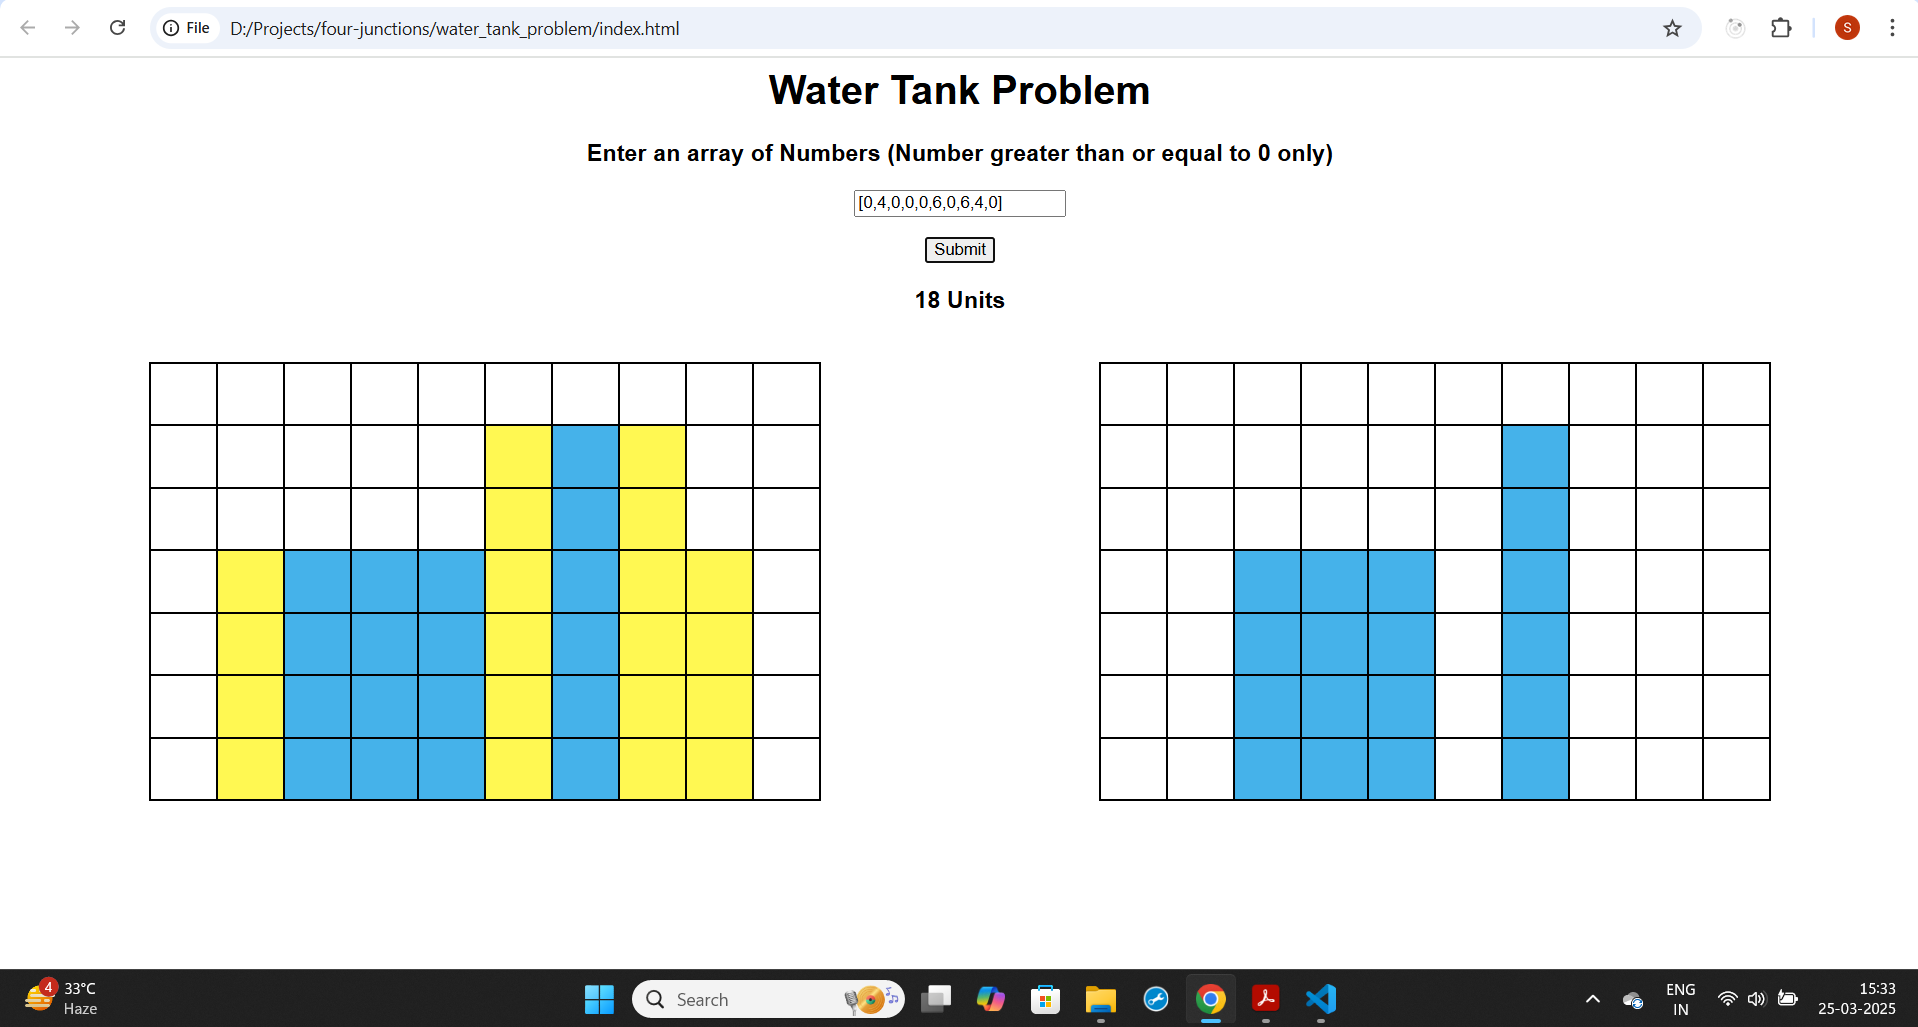 File
D:/Projects/four-junctions/water_tank_problem/index.html
S
Water Tank Problem
Enter an array of Numbers (Number greater than or equal to 0 only)
[0,4,0,0,0,6,0,6,4,0]
Submit
18 Units
4
33°C
Haze
Search
ENG
IN
15:33
25-03-2025